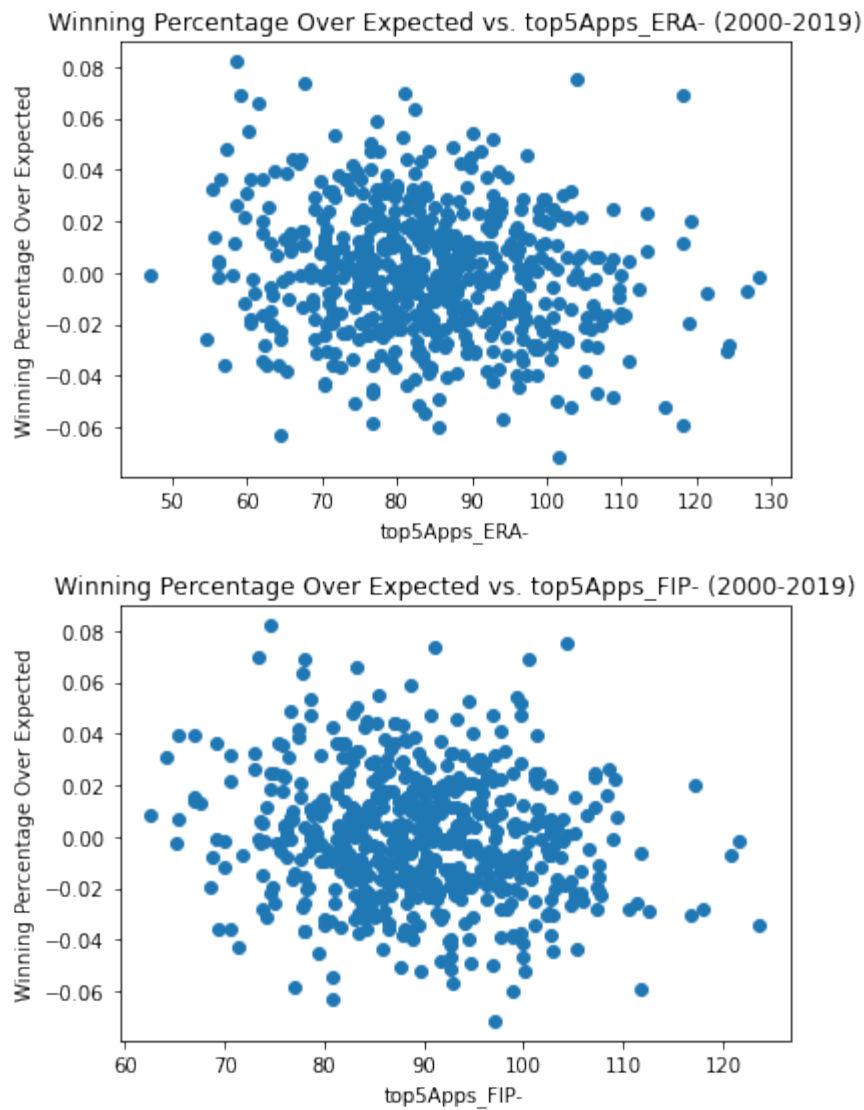 Winning Percentage Over Expected vs. top5Apps_ERA- (2000-2019)
Winning Percentage Over Expected
0.08
0.06
0.04
0.02
0.00
−0.02
−0.04
−0.06
50 60 70 80 90 100 110 120 130
top5Apps_ERA-
Winning Percentage Over Expected vs. top5Apps_FIP- (2000-2019)
Winning Percentage Over Expected
0.08
0.06
0.04
0.02
0.00
−0.02
−0.04
−0.06
60 70 80 90 100 110 120
top5Apps_FIP-